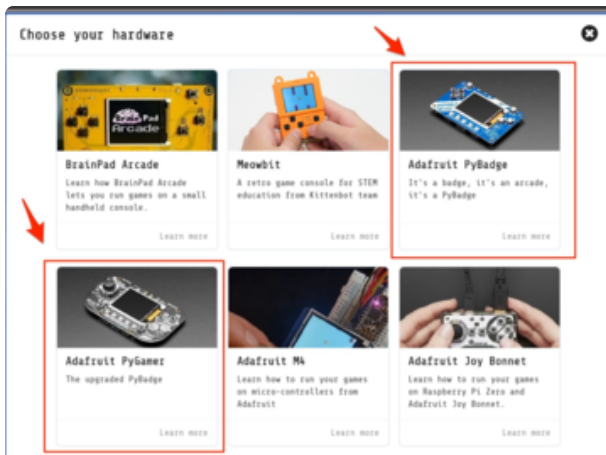 Choose your hardware
BrainPad
Arcade
BrainPad Arcade
Learn how BrainPad Arcade
lets you run games on a small
handheld console.
Learn more
Meowbit
A retro game console for STEM
education from Kittenbot team
Learn more
Adafruit PyBadge
It's a badge, it's an arcade,
it's a PyBadge
Learn more
Adafruit PyGamer
The upgraded PyBadge
Learn more
Adafruit M4
Learn how to run your games
on micro-controllers from
Adafruit
Learn more
Adafruit Joy Bonnet
Learn how to run your games
on Raspberry Pi Zero and
Adafruit Joy Bonnet.
Learn more